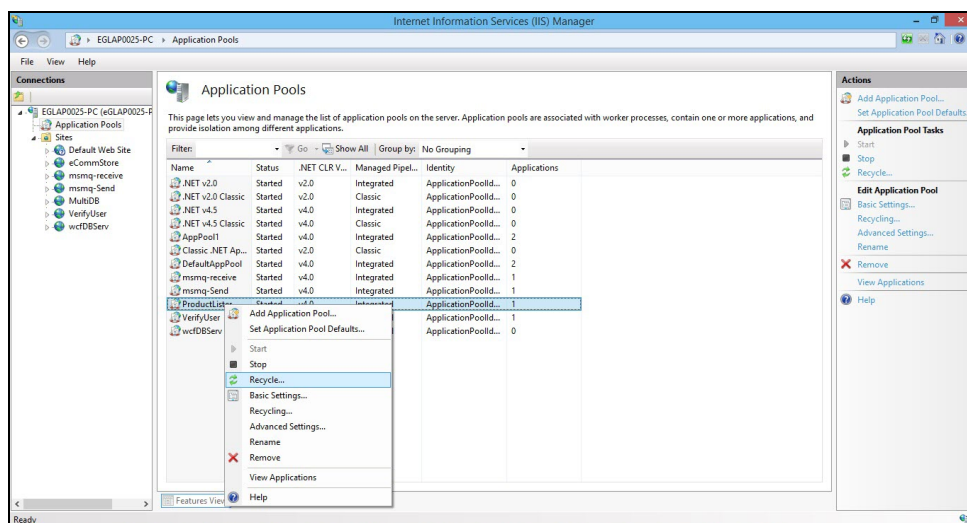 Internet Information Services (IIS) Manager
EGLAP0025-PC ▸ Application Pools
File View Help
Connections
EGLAP0025-PC (eGLAP0025-P
Application Pools
Sites
Default Web Site
eCommStore
msmq-receive
msmq-Send
MultiDB
VerifyUser
wcfDBServ
Application Pools
This page lets you view and manage the list of application pools on the server. Application pools are associated with worker processes, contain one or more applications, and
provide isolation among different applications.
Filter: Go Show All Group by: No Grouping
Name Status .NET CLR V... Managed Pipel... Identity Applications
.NET v2.0 Started v2.0 Integrated ApplicationPoolId... 0
.NET v2.0 Classic Started v2.0 Classic ApplicationPoolId... 0
.NET v4.5 Started v4.0 Integrated ApplicationPoolId... 0
.NET v4.5 Classic Started v4.0 Classic ApplicationPoolId... 0
AppPool1 Started v4.0 Integrated ApplicationPoolId... 2
Classic .NET Ap... Started v2.0 Classic ApplicationPoolId... 0
DefaultAppPool Started v4.0 Integrated ApplicationPoolId... 2
msmq-receive Started v4.0 Integrated ApplicationPoolId... 1
msmq-Send Started v4.0 Integrated ApplicationPoolId... 1
ProductLister Started v4.0 Integrated ApplicationPoolId... 1
VerifyUser ApplicationPoolId... 1
wcfDBServ ApplicationPoolId... 0
Add Application Pool...
Set Application Pool Defaults...
Start
Stop
Recycle...
Basic Settings...
Recycling...
Advanced Settings...
Rename
Remove
View Applications
Help
Features View
Actions
Add Application Pool...
Set Application Pool Defaults...
Application Pool Tasks
Start
Stop
Recycle...
Edit Application Pool
Basic Settings...
Recycling...
Advanced Settings...
Rename
Remove
View Applications
Help
Ready